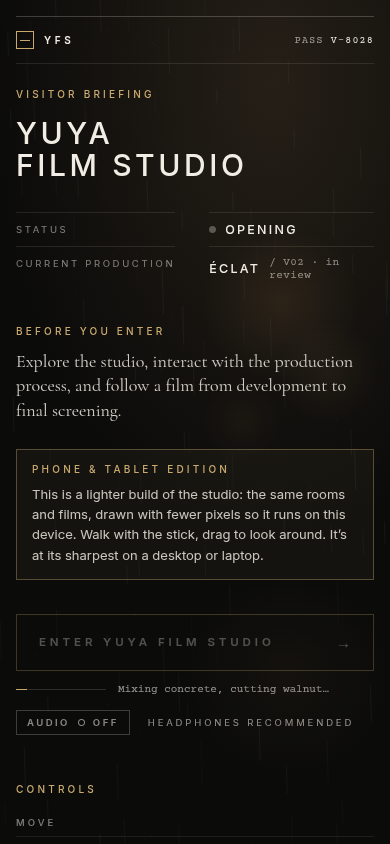 YFS
PASS V-8028
VISITOR BRIEFING
YUYA
FILM STUDIO
STATUS
OPENING
CURRENT PRODUCTION
ÉCLAT / V02 · in
review
BEFORE YOU ENTER
Explore the studio, interact with the production
process, and follow a film from development to
final screening.
PHONE & TABLET EDITION
This is a lighter build of the studio: the same rooms
and films, drawn with fewer pixels so it runs on this
device. Walk with the stick, drag to look around. It’s
at its sharpest on a desktop or laptop.
ENTER YUYA FILM STUDIO →
Mixing concrete, cutting walnut…
AUDIO OFF HEADPHONES RECOMMENDED
CONTROLS
MOVE